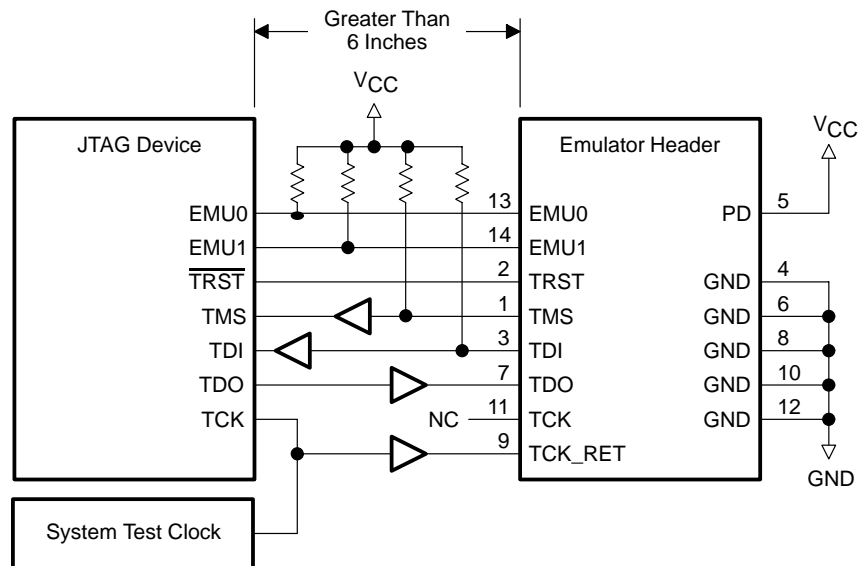 Greater Than
6 Inches
VCC
JTAG Device
Emulator Header
VCC
EMU0 13 EMU0 PD 5
EMU1 14 EMU1
TRST 2 TRST GND 4
TMS 1 TMS GND 6
TDI 3 TDI GND 8
TDO 7 TDO GND 10
TCK NC 11 TCK GND 12
9 TCK_RET
GND
System Test Clock